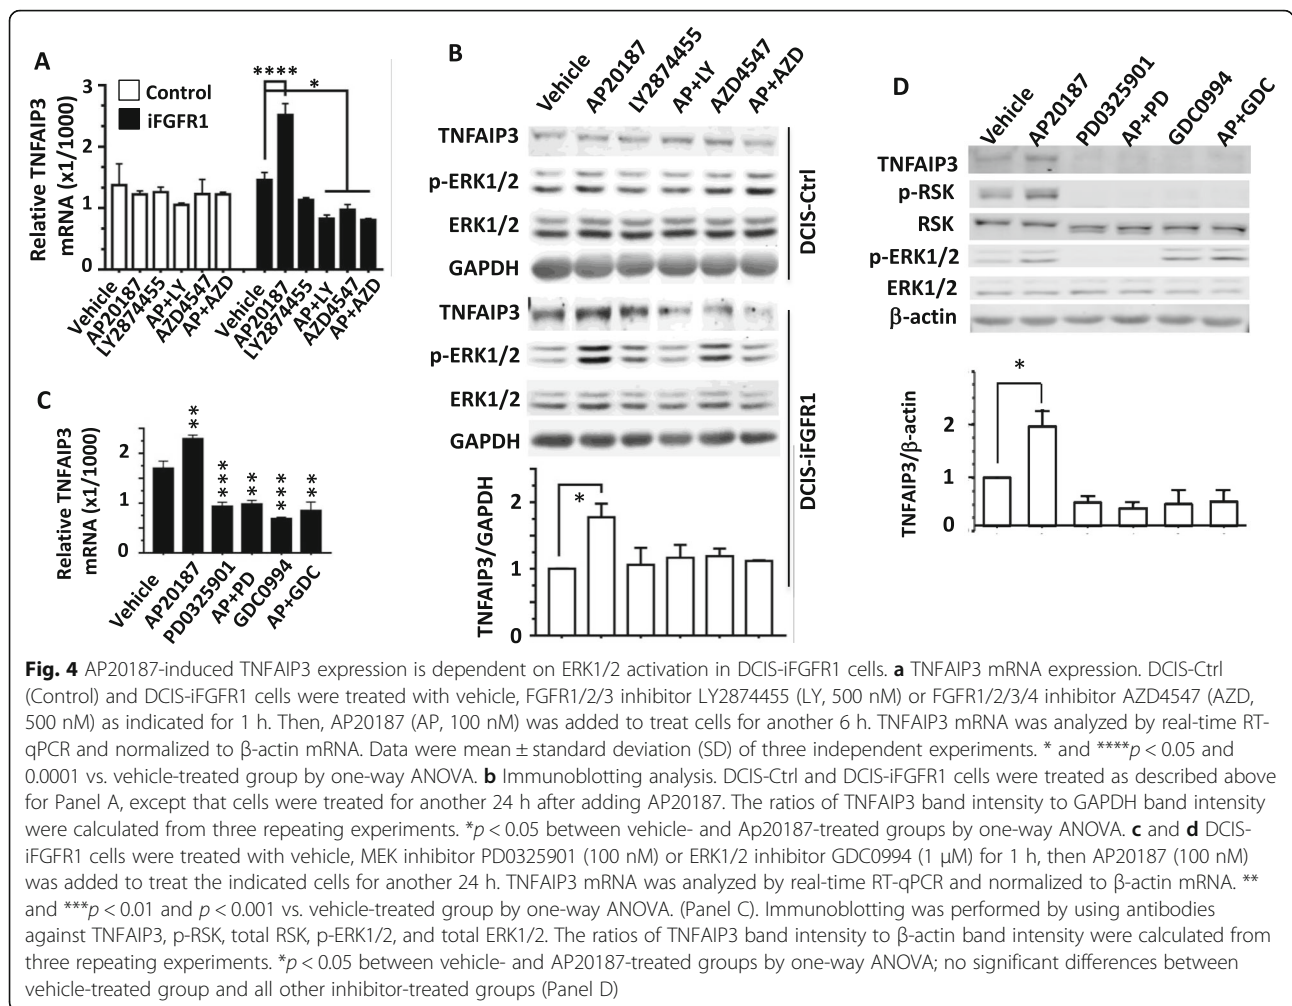 A
Relative TNFAIP3
mRNA (x1/1000)
3
2
1
0
Control
iFGFR1
****
*
Vehicle
AP20187
LY2874455
AP+LY
AZD4547
AP+AZD
Vehicle
AP20187
LY2874455
AP+LY
AZD4547
AP+AZD
B
Vehicle
AP20187
LY2874455
AP+LY
AZD4547
AP+AZD
TNFAIP3
p-ERK1/2
ERK1/2
GAPDH
DCIS-Ctrl
TNFAIP3
p-ERK1/2
ERK1/2
GAPDH
DCIS-iFGFR1
TNFAIP3/GAPDH
2
1
0
*
C
Relative TNFAIP3
mRNA (x1/1000)
2
1
0
**
***
**
***
**
Vehicle
AP20187
PD0325901
AP+PD
GDC0994
AP+GDC
D
Vehicle
AP20187
PD0325901
AP+PD
GDC0994
AP+GDC
TNFAIP3
p-RSK
RSK
p-ERK1/2
ERK1/2
β-actin
TNFAIP3/β-actin
2
1
0
*
Fig. 4 AP20187-induced TNFAIP3 expression is dependent on ERK1/2 activation in DCIS-iFGFR1 cells. a TNFAIP3 mRNA expression. DCIS-Ctrl
(Control) and DCIS-iFGFR1 cells were treated with vehicle, FGFR1/2/3 inhibitor LY2874455 (LY, 500 nM) or FGFR1/2/3/4 inhibitor AZD4547 (AZD,
500 nM) as indicated for 1 h. Then, AP20187 (AP, 100 nM) was added to treat cells for another 6 h. TNFAIP3 mRNA was analyzed by real-time RT-
qPCR and normalized to β-actin mRNA. Data were mean ± standard deviation (SD) of three independent experiments. * and ****p < 0.05 and
0.0001 vs. vehicle-treated group by one-way ANOVA. b Immunoblotting analysis. DCIS-Ctrl and DCIS-iFGFR1 cells were treated as described above
for Panel A, except that cells were treated for another 24 h after adding AP20187. The ratios of TNFAIP3 band intensity to GAPDH band intensity
were calculated from three repeating experiments. *p < 0.05 between vehicle- and Ap20187-treated groups by one-way ANOVA. c and d DCIS-
iFGFR1 cells were treated with vehicle, MEK inhibitor PD0325901 (100 nM) or ERK1/2 inhibitor GDC0994 (1 μM) for 1 h, then AP20187 (100 nM)
was added to treat the indicated cells for another 24 h. TNFAIP3 mRNA was analyzed by real-time RT-qPCR and normalized to β-actin mRNA. **
and ***p < 0.01 and p < 0.001 vs. vehicle-treated group by one-way ANOVA. (Panel C). Immunoblotting was performed by using antibodies
against TNFAIP3, p-RSK, total RSK, p-ERK1/2, and total ERK1/2. The ratios of TNFAIP3 band intensity to β-actin band intensity were calculated from
three repeating experiments. *p < 0.05 between vehicle- and AP20187-treated groups by one-way ANOVA; no significant differences between
vehicle-treated group and all other inhibitor-treated groups (Panel D)